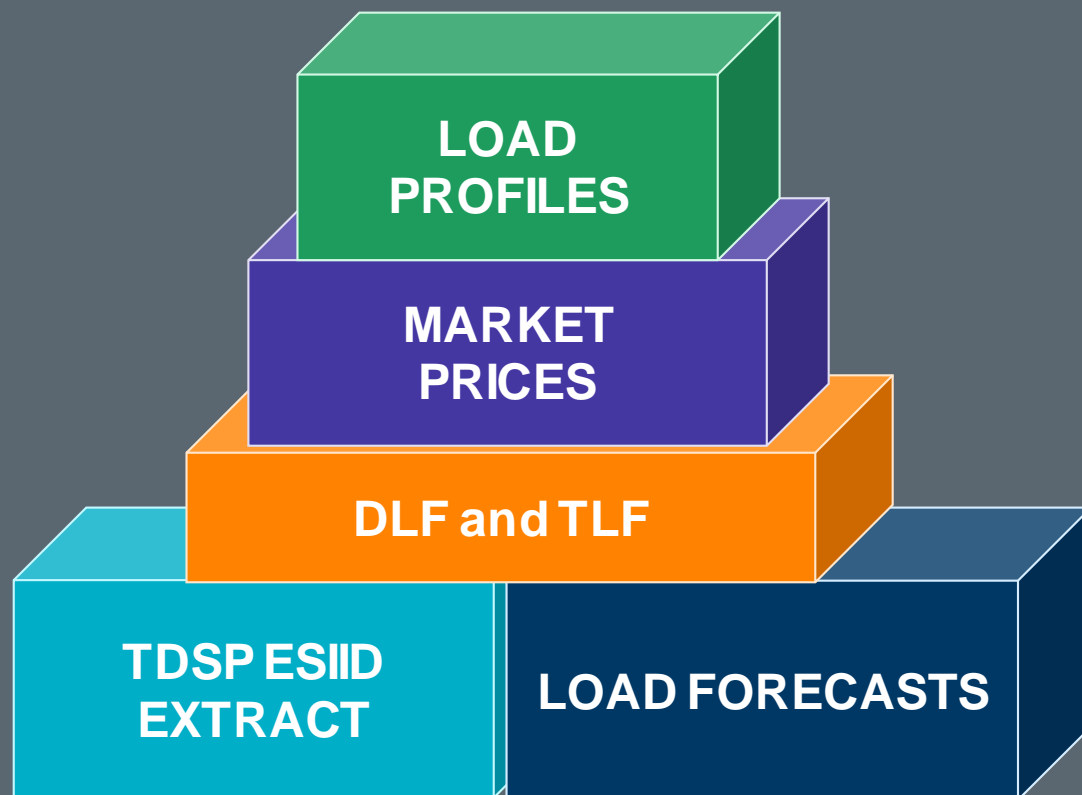 LOAD
PROFILES
MARKET
PRICES
DLF and TLF
TDSP ESIID
EXTRACT
LOAD FORECASTS